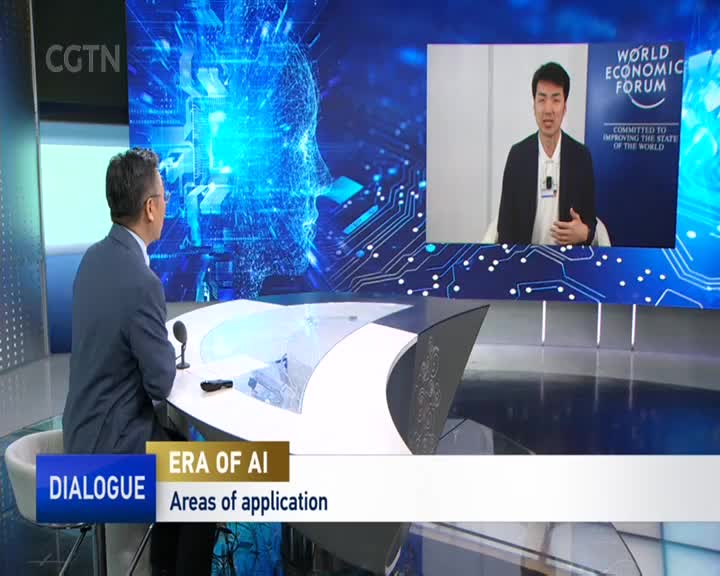 CGTN
WORLD
ECONOMIC
FORUM
COMMITTED TO
IMPROVING THE STATE
OF THE WORLD
ERA OF AI
DIALOGUE
Areas of application